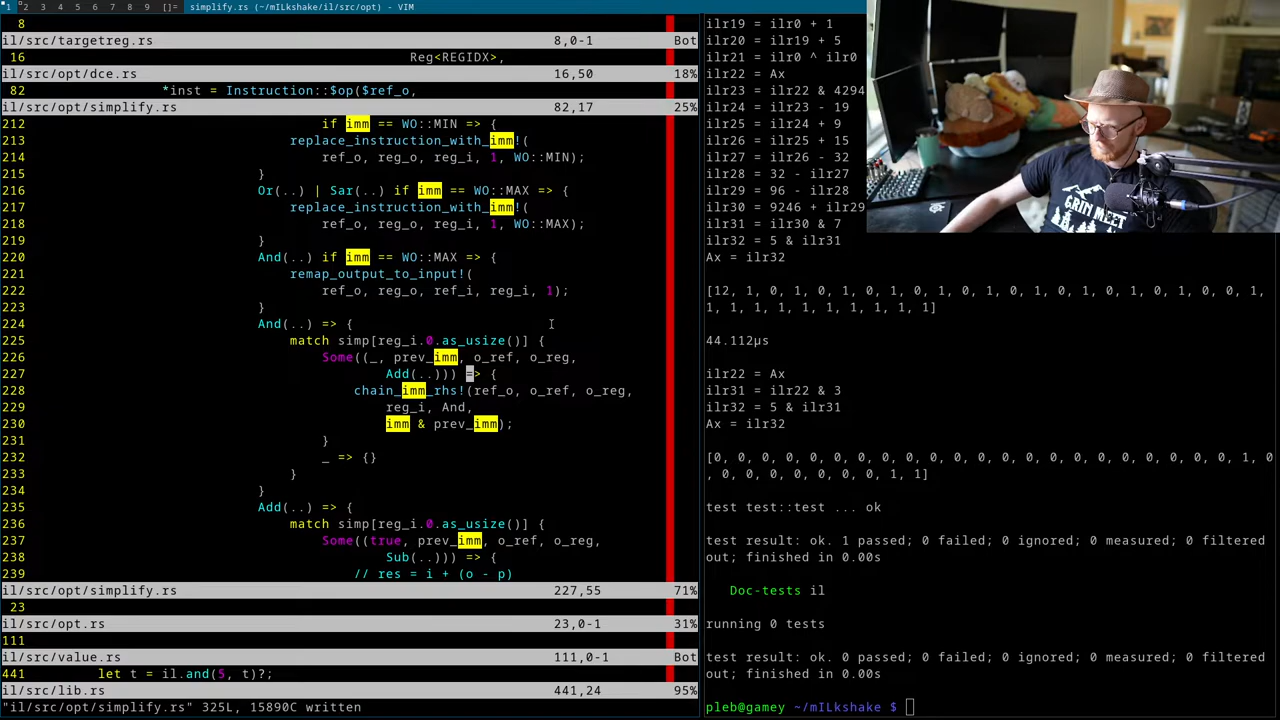 1 2 3 4 5 6 7 8 9 []= simplify.rs (~/mILkshake/il/src/opt) - VIM
8
il/src/targetreg.rs 8,0-1 Bot
16 Reg<REGIDX>,
il/src/opt/dce.rs 16,50 18%
82 *inst = Instruction::$op($ref_o,
il/src/opt/simplify.rs 82,17 25%
212 if imm == WO::MIN => {
213 replace_instruction_with_imm!(
214 ref_o, reg_o, reg_i, 1, WO::MIN);
215 }
216 Or(..) | Sar(..) if imm == WO::MAX => {
217 replace_instruction_with_imm!(
218 ref_o, reg_o, reg_i, 1, WO::MAX);
219 }
220 And(..) if imm == WO::MAX => {
221 remap_output_to_input!(
222 ref_o, reg_o, ref_i, reg_i, 1);
223 }
224 And(..) => {
225 match simp[reg_i.0.as_usize()] {
226 Some((_, prev_imm, o_ref, o_reg,
227 Add(..))) => {
228 chain_imm_rhs!(ref_o, o_ref, o_reg,
229 reg_i, And,
230 imm & prev_imm);
231 }
232 _ => {}
233 }
234 }
235 Add(..) => {
236 match simp[reg_i.0.as_usize()] {
237 Some((true, prev_imm, o_ref, o_reg,
238 Sub(..))) => {
239 // res = i + (o - p)
il/src/opt/simplify.rs 227,55 71%
23
il/src/opt.rs 23,0-1 31%
111
il/src/value.rs 111,0-1 Bot
441 let t = il.and(5, t)?;
il/src/lib.rs 441,24 95%
"il/src/opt/simplify.rs" 325L, 15890C written
ilr19 = ilr0 + 1
ilr20 = ilr19 + 5
ilr21 = ilr0 ^ ilr0
ilr22 = Ax
ilr23 = ilr22 & 4294
ilr24 = ilr23 - 19
ilr25 = ilr24 + 9
ilr26 = ilr25 + 15
ilr27 = ilr26 - 32
ilr28 = 32 - ilr27
ilr29 = 96 - ilr28
ilr30 = 9246 + ilr29
ilr31 = ilr30 & 7
ilr32 = 5 & ilr31
Ax = ilr32
[12, 1, 0, 1, 0, 1, 0, 1, 0, 1, 0, 1, 0, 1, 0, 1, 0, 1, 0, 0, 1,
1, 1, 1, 1, 1, 1, 1, 1, 1]
44.112µs
ilr22 = Ax
ilr31 = ilr22 & 3
ilr32 = 5 & ilr31
Ax = ilr32
[0, 0, 0, 0, 0, 0, 0, 0, 0, 0, 0, 0, 0, 0, 0, 0, 0, 0, 0, 1, 0
, 0, 0, 0, 0, 0, 0, 0, 1, 1]
test test::test ... ok
test result: ok. 1 passed; 0 failed; 0 ignored; 0 measured; 0 filtered
out; finished in 0.00s
Doc-tests il
running 0 tests
test result: ok. 0 passed; 0 failed; 0 ignored; 0 measured; 0 filtered
out; finished in 0.00s
pleb@gamey ~/mILkshake $
GRIN MEET